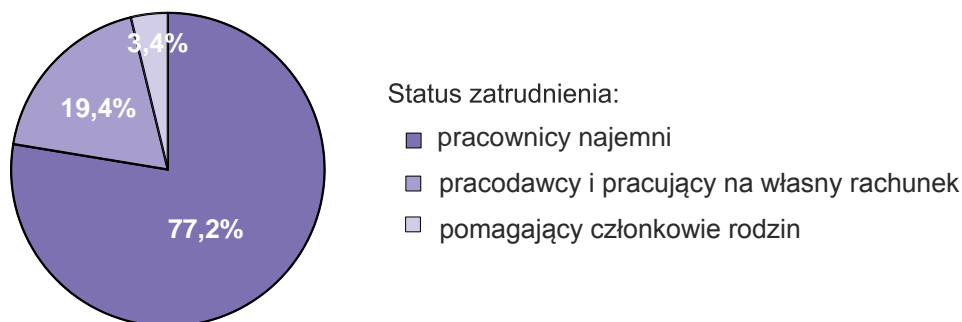 3,4%
19,4%
77,2%
Status zatrudnienia:
pracownicy najemni
pracodawcy i pracujący na własny rachunek
pomagający członkowie rodzin